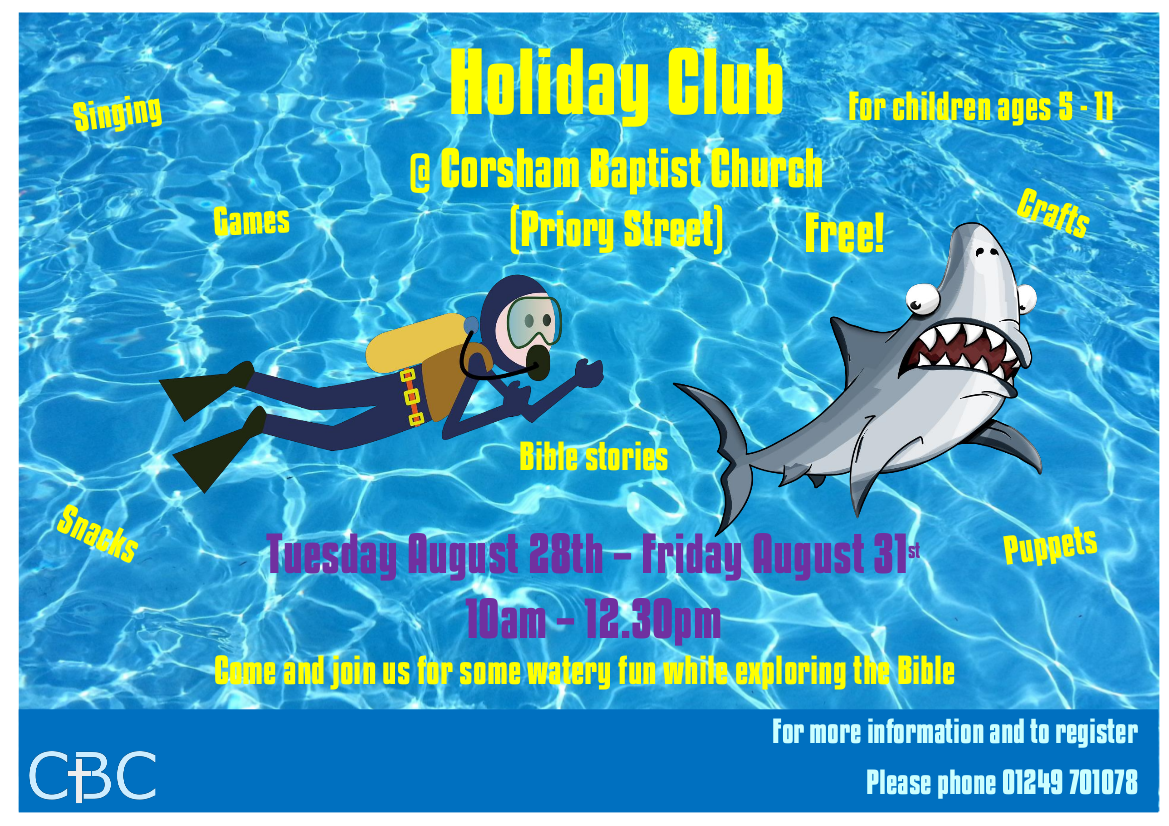 Holiday Club
Singing
For children ages 5 - 11
@ Corsham Baptist Church
(Priory Street)
Free!
Games
Crafts
Bible stories
Snacks
Puppets
Tuesday August 28th – Friday August 31st
10am – 12.30pm
Come and join us for some watery fun while exploring the Bible
For more information and to register
Please phone 01249 701078
CBC